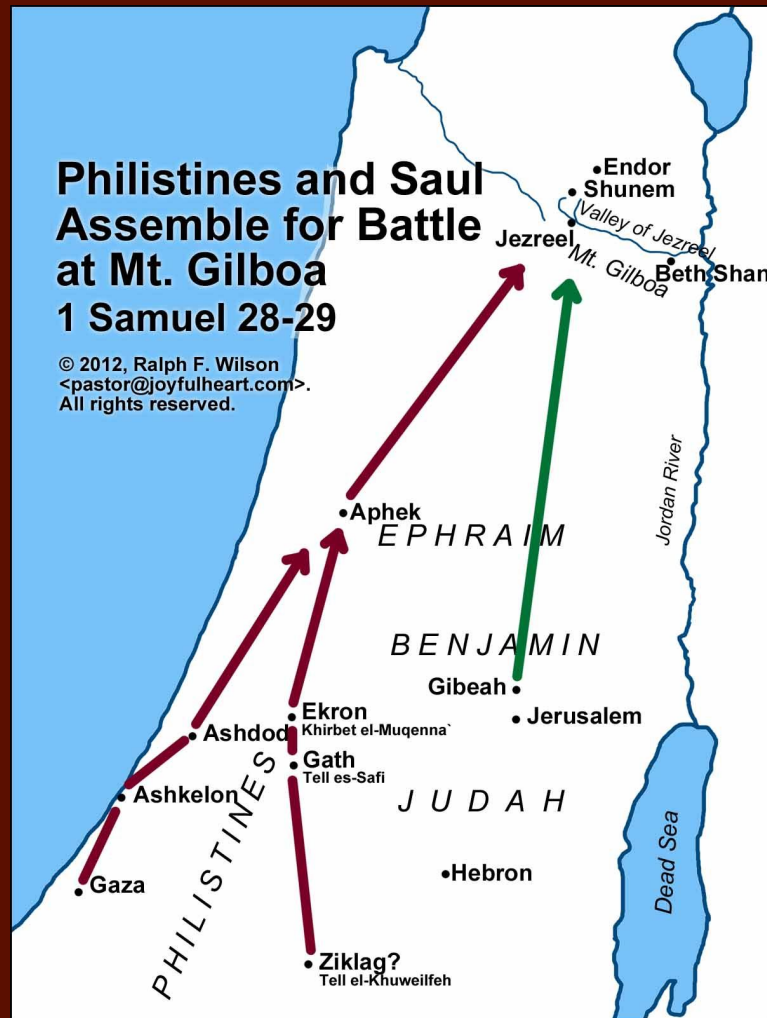 Philistines and Saul
Assemble for Battle
at Mt. Gilboa
1 Samuel 28-29
© 2012, Ralph F. Wilson
<pastor@joyfulheart.com>.
All rights reserved.
Endor
Shunem
Valley of Jezreel
Jezreel
Mt. Gilboa
Beth Shan
Jordan River
Aphek
EPHRAIM
BENJAMIN
Gibeah
Jerusalem
Ekron
Khirbet el-Muqenna`
Ashdod
Gath
Tell es-Safi
Ashkelon
JUDAH
PHILISTINES
Dead Sea
Hebron
Gaza
Ziklag?
Tell el-Khuweilfeh